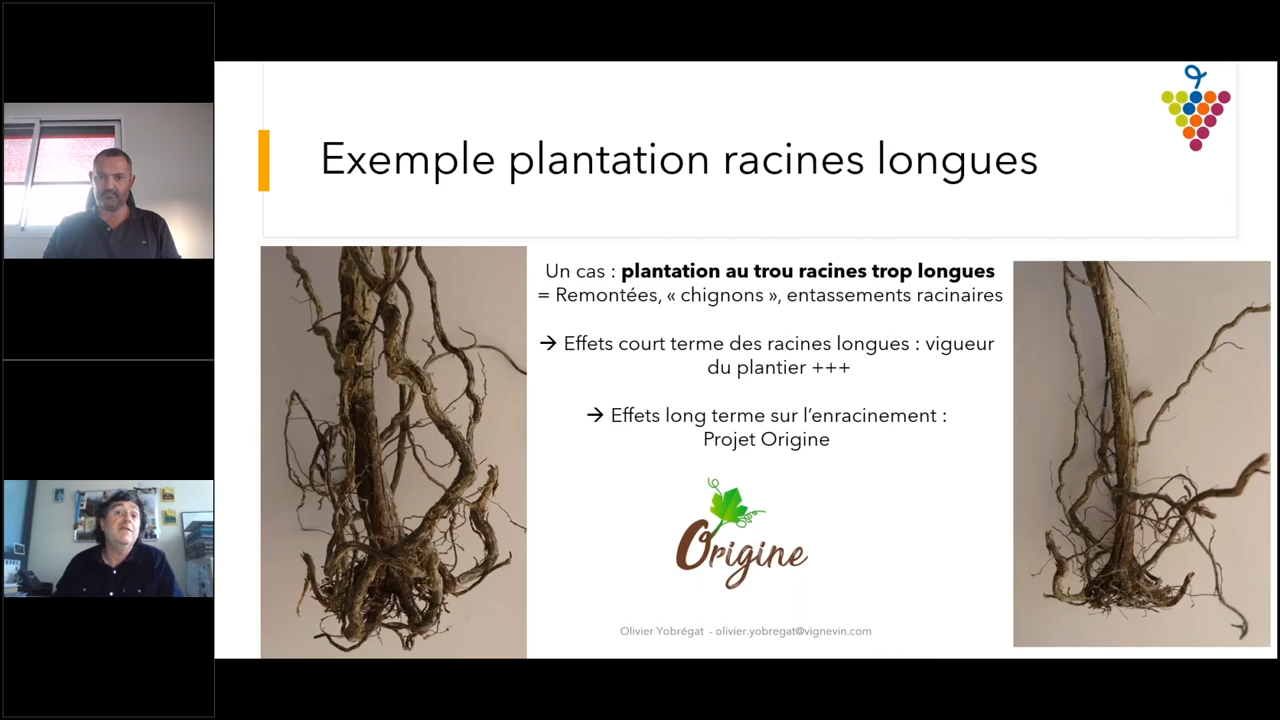 Exemple plantation racines longues
Un cas : plantation au trou racines trop longues
= Remontées, « chignons », entassements racinaires
→ Effets court terme des racines longues : vigueur
du plantier +++
→ Effets long terme sur l’enracinement :
Projet Origine
Origine
Olivier Yobrégat - olivier.yobregat@vignevin.com